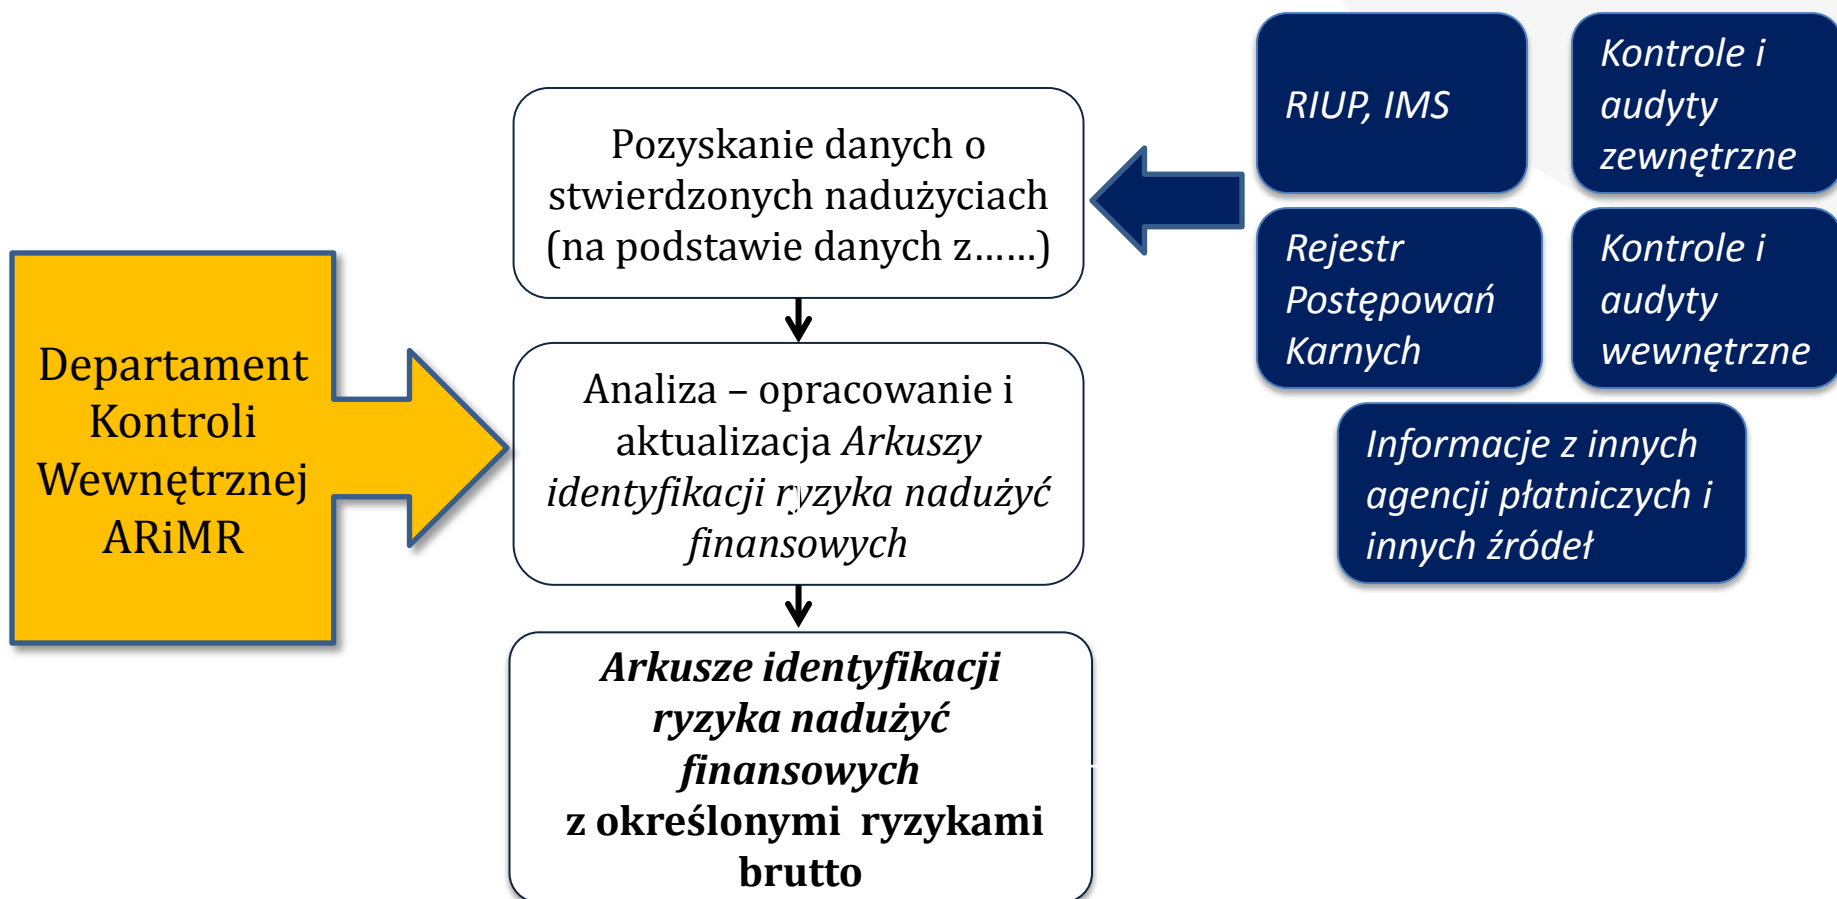 Departament
Kontroli
Wewnętrznej
ARiMR
Pozyskanie danych o
stwierdzonych nadużyciach
(na podstawie danych z......)
Analiza – opracowanie i
aktualizacja Arkuszy
identyfikacji ryzyka nadużyć
finansowych
Arkusze identyfikacji
ryzyka nadużyć
finansowych
z określonymi ryzykami
brutto
RIUP, IMS
Kontrole i
audyty
zewnętrzne
Rejestr
Postępowań
Karnych
Kontrole i
audyty
wewnętrzne
Informacje z innych
agencji płatniczych i
innych źródeł